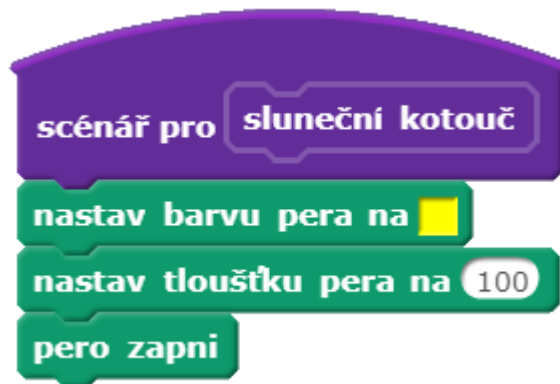 scénář pro sluneční kotouč
nastav barvu pera na
nastav tloušťku pera na 100
pero zapni